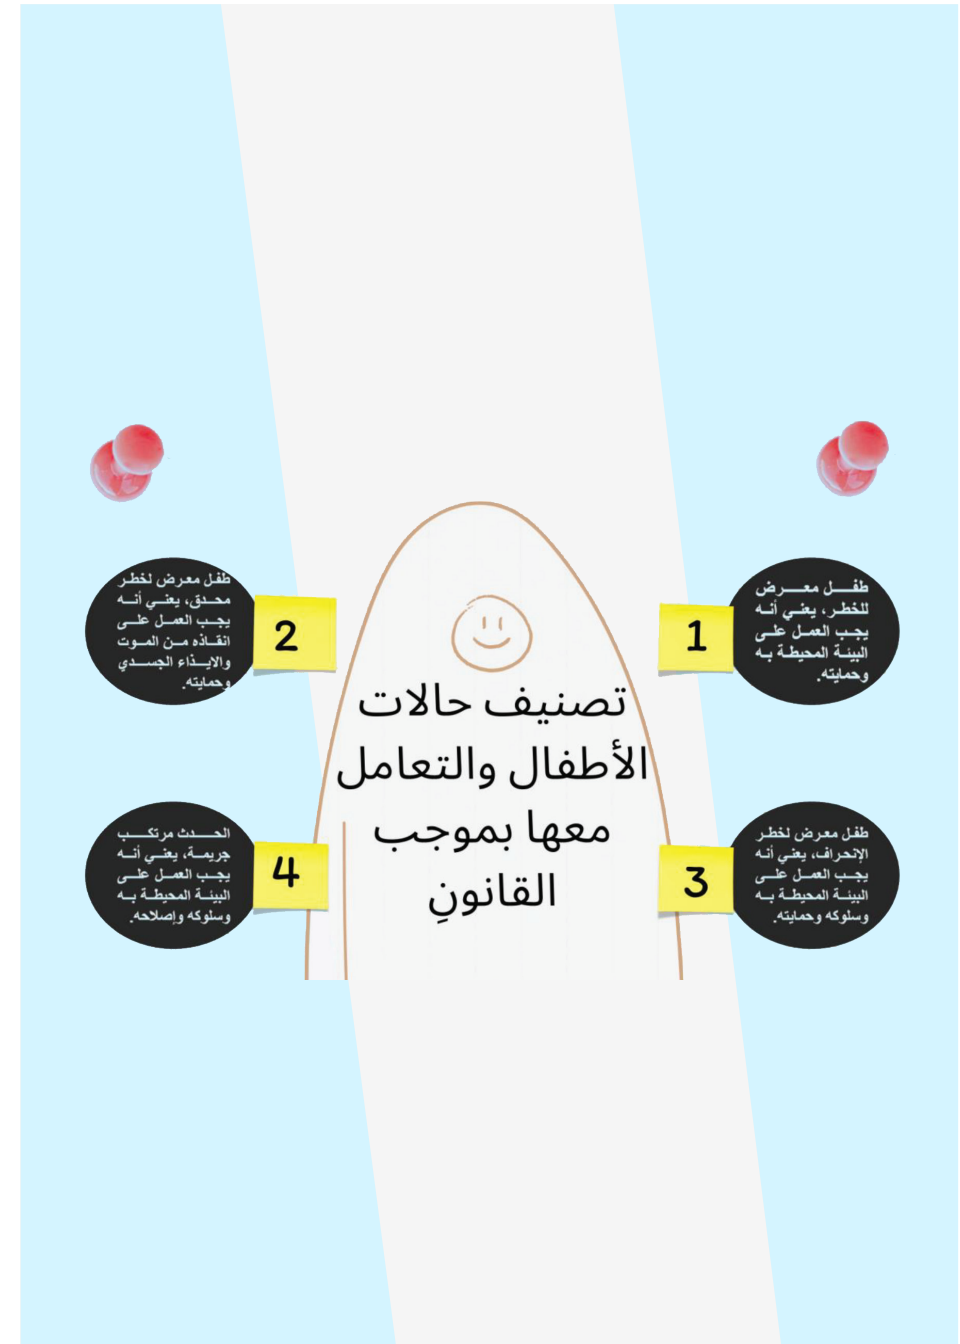 تصنيف حالات
الأطفال والتعامل
معها بموجب
القانونِ
1
طفل معرض
للخطر، يعني أنه
يجب العمل على
البيئة المحيطة به
وحمايته.
2
طفل معرض لخطر
محدق، يعني أنه
يجب العمل على
انقاذه من الموت
والايذاء الجسدي
وحمايته.
3
طفل معرض لخطر
الإنحراف، يعني أنه
يجب العمل على
البيئة المحيطة به
وسلوكه وحمايته.
4
الحدث مرتكب
جريمة، يعني أنه
يجب العمل على
البيئة المحيطة به
وسلوكه وإصلاحه.